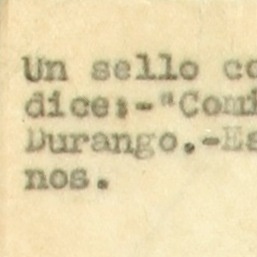 Un sello co
dice:-"Com
Durango.-Es
nos.